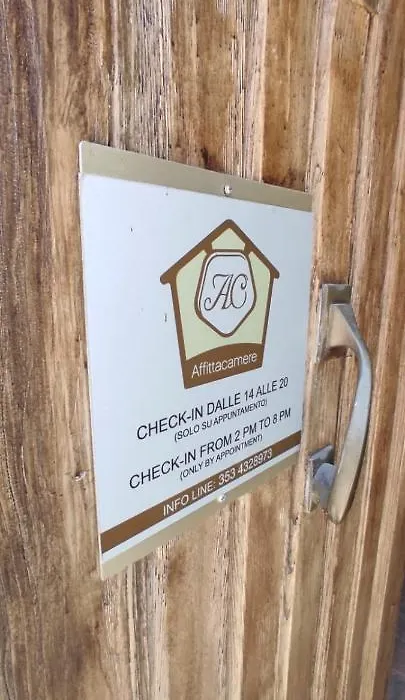 AC
Affittacamere
CHECK-IN DALLE 14 ALLE 20
(SOLO SU APPUNTAMENTO)
CHECK-IN FROM 2 PM TO 8 PM
(ONLY BY APPOINTMENT)
INFO LINE: 353 4328973